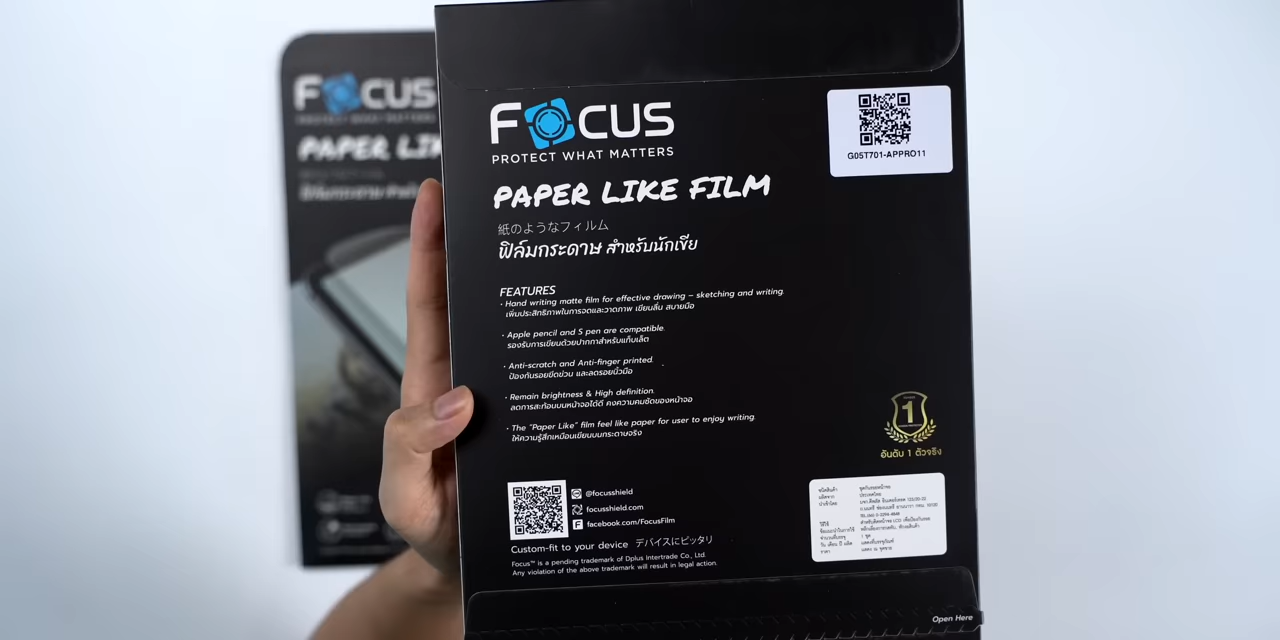 FOCUS
PAPER LIK
FOCUS
PROTECT WHAT MATTERS
G05T701-APPRO11
PAPER LIKE FILM
紙のようなフィルム
ฟิล์มกระดาษ สำหรับนักเขีย
FEATURES
• Hand writing matte film for effective drawing – sketching and writing.
เพิ่มประสิทธิภาพในการจดและวาดภาพ เขียนลื่น สบายมือ
• Apple pencil and S pen are compatible.
รองรับการเขียนด้วยปากกาสำหรับแท็บเล็ต
• Anti-scratch and Anti-finger printed.
ป้องกันรอยขีดข่วน และลดรอยนิ้วมือ
• Remain brightness & High definition.
ลดการสะท้อนบนหน้าจอได้ดี คงความคมชัดของหน้าจอ
• The "Paper Like" film feel like paper for user to enjoy writing.
ให้ความรู้สึกเหมือนเขียนบนกระดาษจริง
1
อันดับ 1 ตัวจริง
@focusshield
focusshield.com
facebook.com/FocusFilm
Custom-fit to your device デバイスにピッタリ
Focus™ is a pending trademark of Dplus Intertrade Co., Ltd.
Any violation of the above trademark will result in legal action.
Open Here